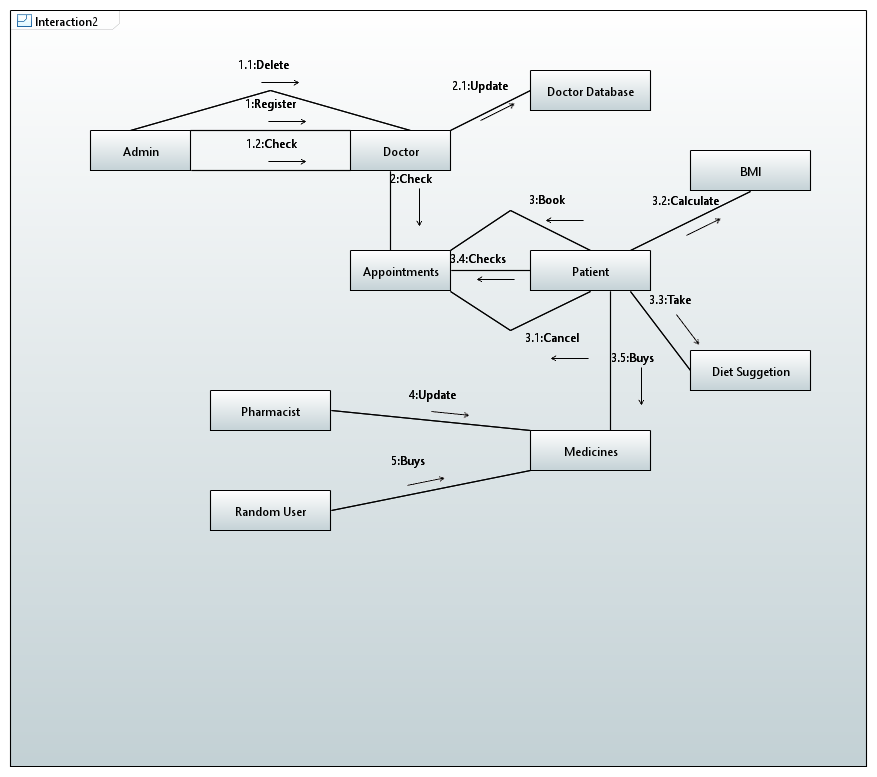 Interaction2
1.1:Delete
2.1:Update
Doctor Database
1:Register
1.2:Check
Admin
Doctor
BMI
2:Check
3:Book
3.2:Calculate
3.4:Checks
Appointments
Patient
3.3:Take
3.1:Cancel
3.5:Buys
Diet Suggetion
4:Update
Pharmacist
Medicines
5:Buys
Random User